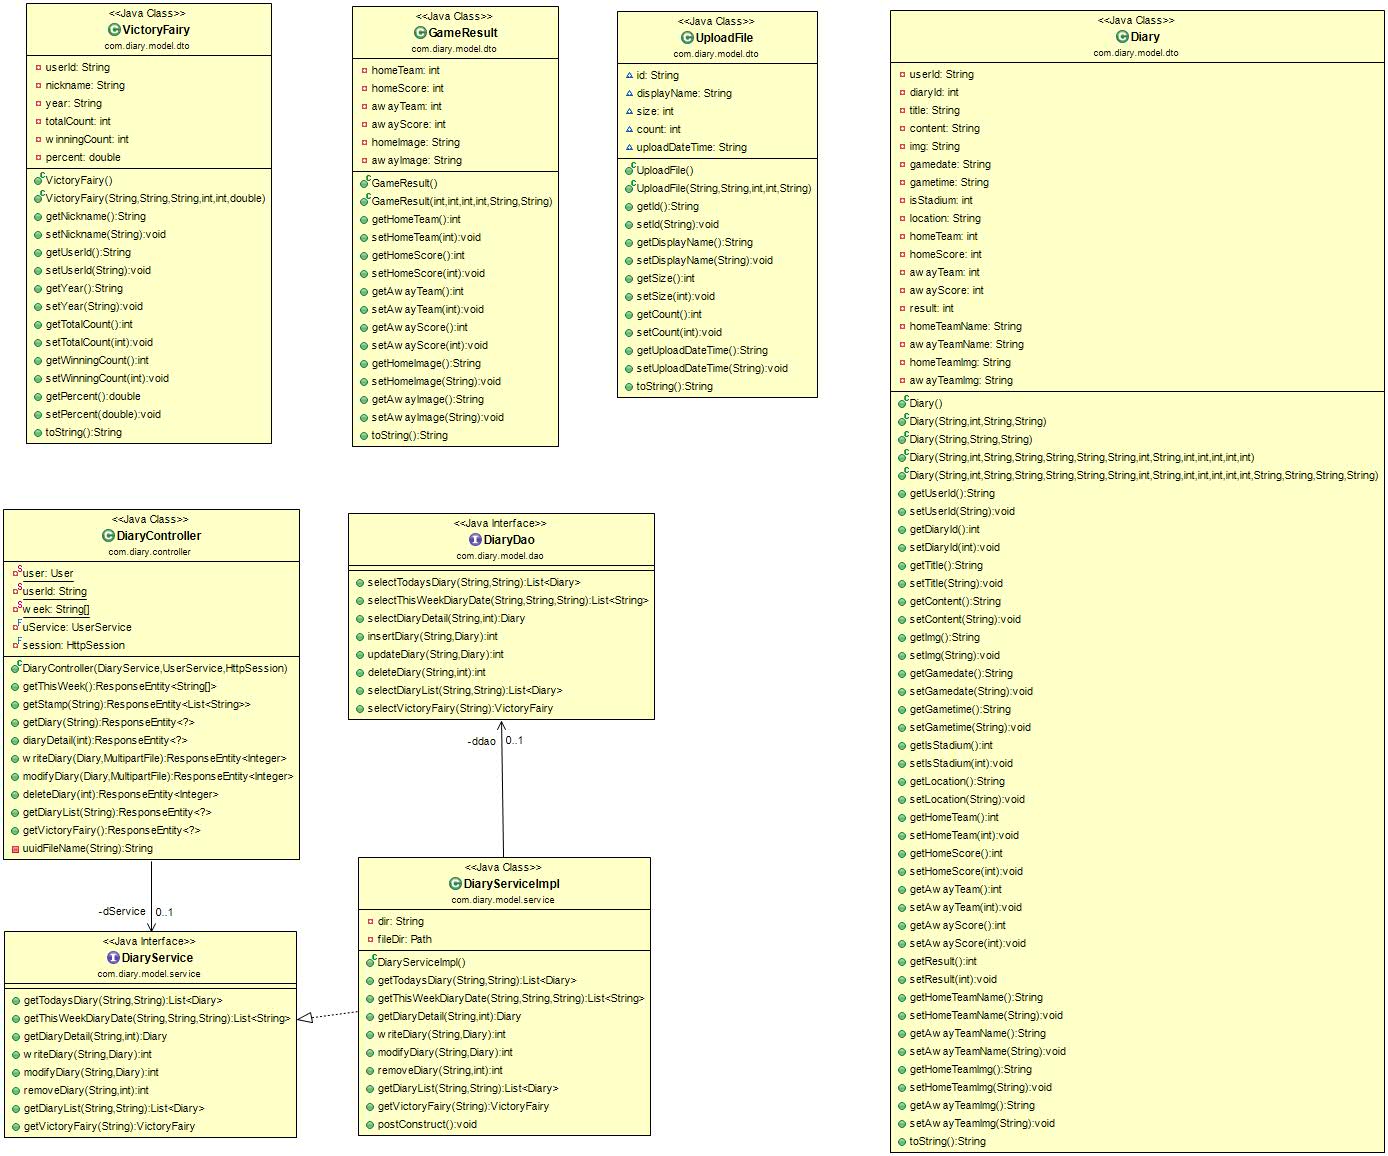 <<Java Class>>
VictoryFairy
com.diary.model.dto
userId: String
nickname: String
year: String
totalCount: int
winningCount: int
percent: double
VictoryFairy()
VictoryFairy(String,String,String,int,int,double)
getNickname():String
setNickname(String):void
getUserId():String
setUserId(String):void
getYear():String
setYear(String):void
getTotalCount():int
setTotalCount(int):void
getWinningCount():int
setWinningCount(int):void
getPercent():double
setPercent(double):void
toString():String
<<Java Class>>
GameResult
com.diary.model.dto
homeTeam: int
homeScore: int
awayTeam: int
awayScore: int
homeImage: String
awayImage: String
GameResult()
GameResult(int,int,int,int,String,String)
getHomeTeam():int
setHomeTeam(int):void
getHomeScore():int
setHomeScore(int):void
getAwayTeam():int
setAwayTeam(int):void
getAwayScore():int
setAwayScore(int):void
getHomeImage():String
setHomeImage(String):void
getAwayImage():String
setAwayImage(String):void
toString():String
<<Java Class>>
UploadFile
com.diary.model.dto
id: String
displayName: String
size: int
count: int
uploadDateTime: String
UploadFile()
UploadFile(String,String,int,int,String)
getId():String
setId(String):void
getDisplayName():String
setDisplayName(String):void
getSize():int
setSize(int):void
getCount():int
setCount(int):void
getUploadDateTime():String
setUploadDateTime(String):void
toString():String
<<Java Class>>
Diary
com.diary.model.dto
userId: String
diaryId: int
title: String
content: String
img: String
gamedate: String
gametime: String
isStadium: int
location: String
homeTeam: int
homeScore: int
awayTeam: int
awayScore: int
result: int
homeTeamName: String
awayTeamName: String
homeTeamImg: String
awayTeamImg: String
Diary()
Diary(String,int,String,String)
Diary(String,String,String)
Diary(String,int,String,String,String,String,String,int,String,int,int,int,int,int)
Diary(String,int,String,String,String,String,String,int,String,int,int,int,int,int,String,String,String,String)
getUserId():String
setUserId(String):void
getDiaryId():int
setDiaryId(int):void
getTitle():String
setTitle(String):void
getContent():String
setContent(String):void
getImg():String
setImg(String):void
getGamedate():String
setGamedate(String):void
getGametime():String
setGametime(String):void
getIsStadium():int
setIsStadium(int):void
getLocation():String
setLocation(String):void
getHomeTeam():int
setHomeTeam(int):void
getHomeScore():int
setHomeScore(int):void
getAwayTeam():int
setAwayTeam(int):void
getAwayScore():int
setAwayScore(int):void
getResult():int
setResult(int):void
getHomeTeamName():String
setHomeTeamName(String):void
getAwayTeamName():String
setAwayTeamName(String):void
getHomeTeamImg():String
setHomeTeamImg(String):void
getAwayTeamImg():String
setAwayTeamImg(String):void
toString():String
<<Java Class>>
DiaryController
com.diary.controller
user: User
userId: String
week: String[]
uService: UserService
session: HttpSession
DiaryController(DiaryService,UserService,HttpSession)
getThisWeek():ResponseEntity<String[]>
getStamp(String):ResponseEntity<List<String>>
getDiary(String):ResponseEntity<?>
diaryDetail(int):ResponseEntity<?>
writeDiary(Diary,MultipartFile):ResponseEntity<Integer>
modifyDiary(Diary,MultipartFile):ResponseEntity<Integer>
deleteDiary(int):ResponseEntity<Integer>
getDiaryList(String):ResponseEntity<?>
getVictoryFairy():ResponseEntity<?>
uuidFileName(String):String
<<Java Interface>>
DiaryDao
com.diary.model.dao
selectTodaysDiary(String,String):List<Diary>
selectThisWeekDiaryDate(String,String,String):List<String>
selectDiaryDetail(String,int):Diary
insertDiary(String,Diary):int
updateDiary(String,Diary):int
deleteDiary(String,int):int
selectDiaryList(String,String):List<Diary>
selectVictoryFairy(String):VictoryFairy
-ddao 0..1
-dService 0..1
<<Java Interface>>
DiaryService
com.diary.model.service
getTodaysDiary(String,String):List<Diary>
getThisWeekDiaryDate(String,String,String):List<String>
getDiaryDetail(String,int):Diary
writeDiary(String,Diary):int
modifyDiary(String,Diary):int
removeDiary(String,int):int
getDiaryList(String,String):List<Diary>
getVictoryFairy(String):VictoryFairy
<<Java Class>>
DiaryServiceImpl
com.diary.model.service
dir: String
fileDir: Path
DiaryServiceImpl()
getTodaysDiary(String,String):List<Diary>
getThisWeekDiaryDate(String,String,String):List<String>
getDiaryDetail(String,int):Diary
writeDiary(String,Diary):int
modifyDiary(String,Diary):int
removeDiary(String,int):int
getDiaryList(String,String):List<Diary>
getVictoryFairy(String):VictoryFairy
postConstruct():void